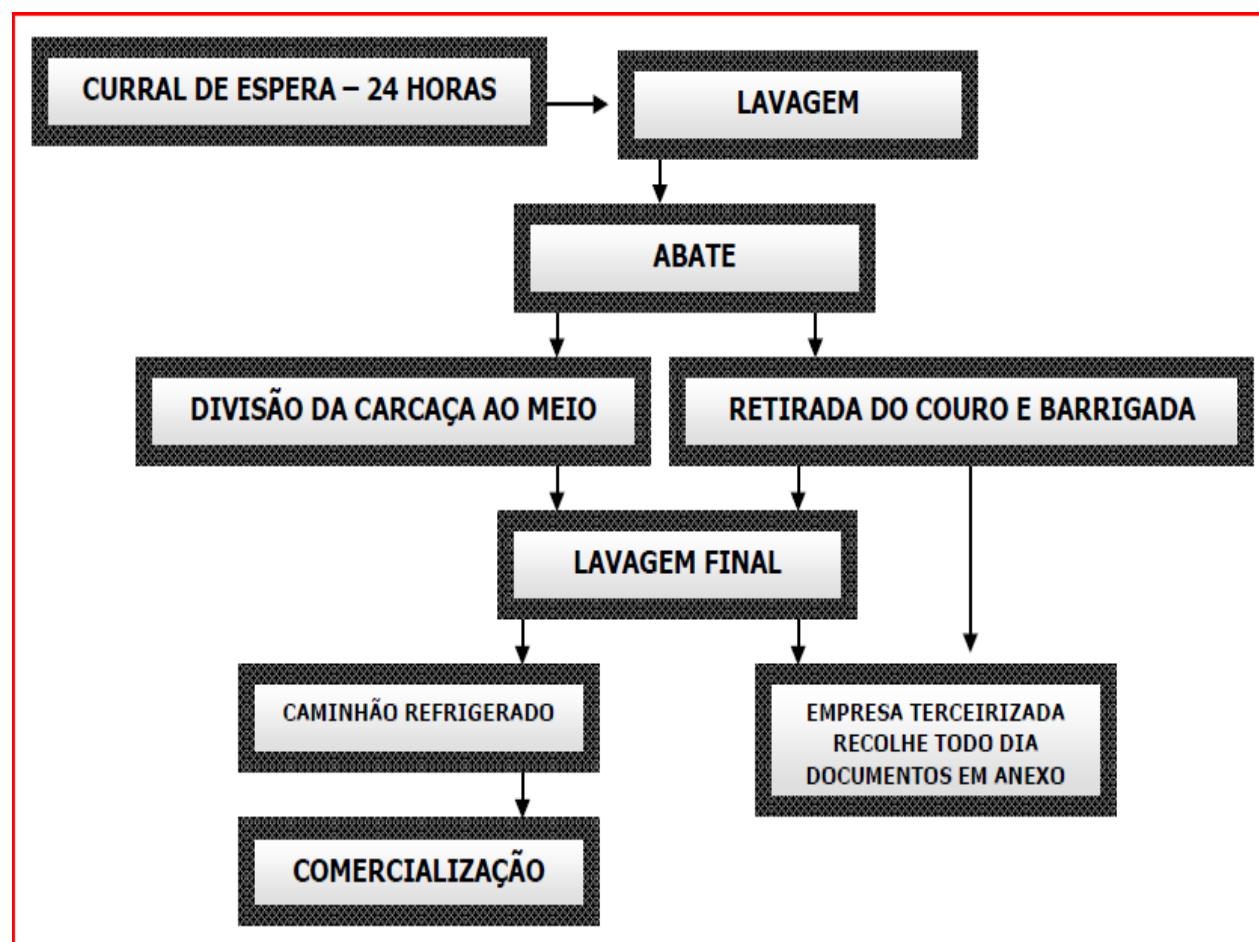 CURRAL DE ESPERA – 24 HORAS
LAVAGEM
ABATE
DIVISÃO DA CARCAÇA AO MEIO
RETIRADA DO COURO E BARRIGADA
LAVAGEM FINAL
CAMINHÃO REFRIGERADO
EMPRESA TERCEIRIZADA
RECOLHE TODO DIA
DOCUMENTOS EM ANEXO
COMERCIALIZAÇÃO